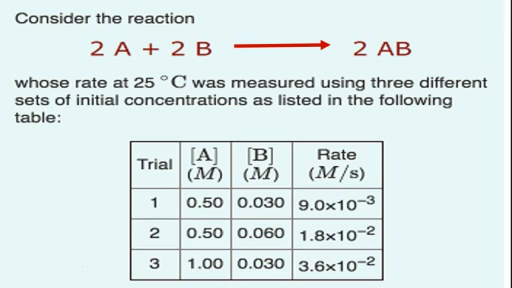 Consider the reaction
2 A + 2 B ⟶ 2 AB
whose rate at 25 °C was measured using three different
sets of initial concentrations as listed in the following
table:
Trial [A] (M) [B] (M) Rate (M/s)
1 0.50 0.030 9.0×10⁻³
2 0.50 0.060 1.8×10⁻²
3 1.00 0.030 3.6×10⁻²